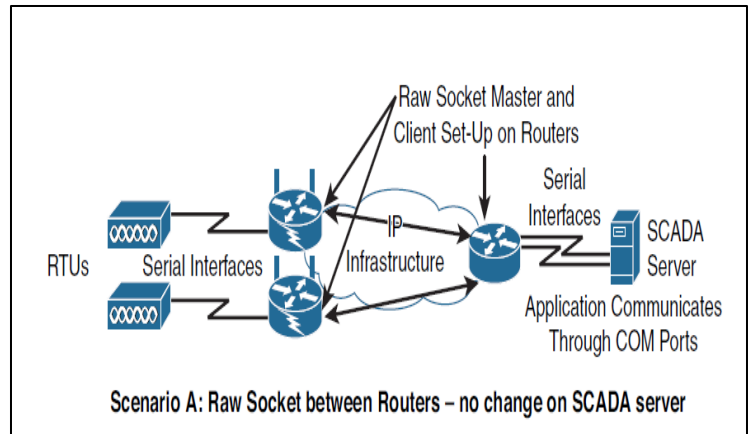 Raw Socket Master and
Client Set-Up on Routers
Serial
Interfaces
IP
Infrastructure
SCADA
Server
RTUs
Serial Interfaces
Application Communicates
Through COM Ports
Scenario A: Raw Socket between Routers – no change on SCADA server